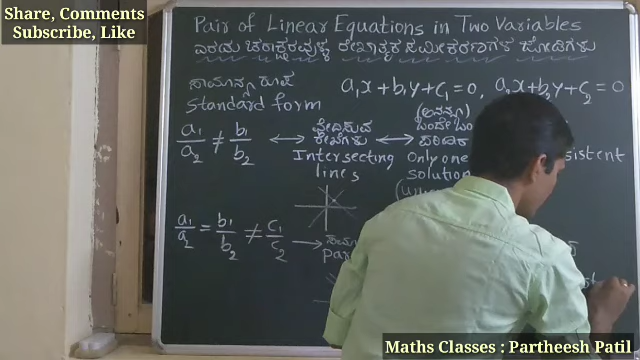 Share, Comments
Subscribe, Like
Pair of Linear Equations in Two Variables
ಎರಡು ಚರಾಕ್ಷರವುಳ್ಳ ರೇಖಾತ್ಮಕ ಸಮೀಕರಣಗಳ ಜೋಡಿಗಳು
ಸಾಮಾನ್ಯ ರೂಪ
Standard form
a₁x + b₁y + c₁ = 0, a₂x + b₂y + c₂ = 0
a₁/a₂ ≠ b₁/b₂ ↔ ಛೇದಿಸುವ ರೇಖೆಗಳು ↔ (ಅನನ್ಯ) ಒಂದೇ ಒಂ ಪರಿಹಾರ
Intersecting lines
Only one solution
sistent
a₁/a₂ = b₁/b₂ ≠ c₁/c₂ →
Maths Classes : Partheesh Patil